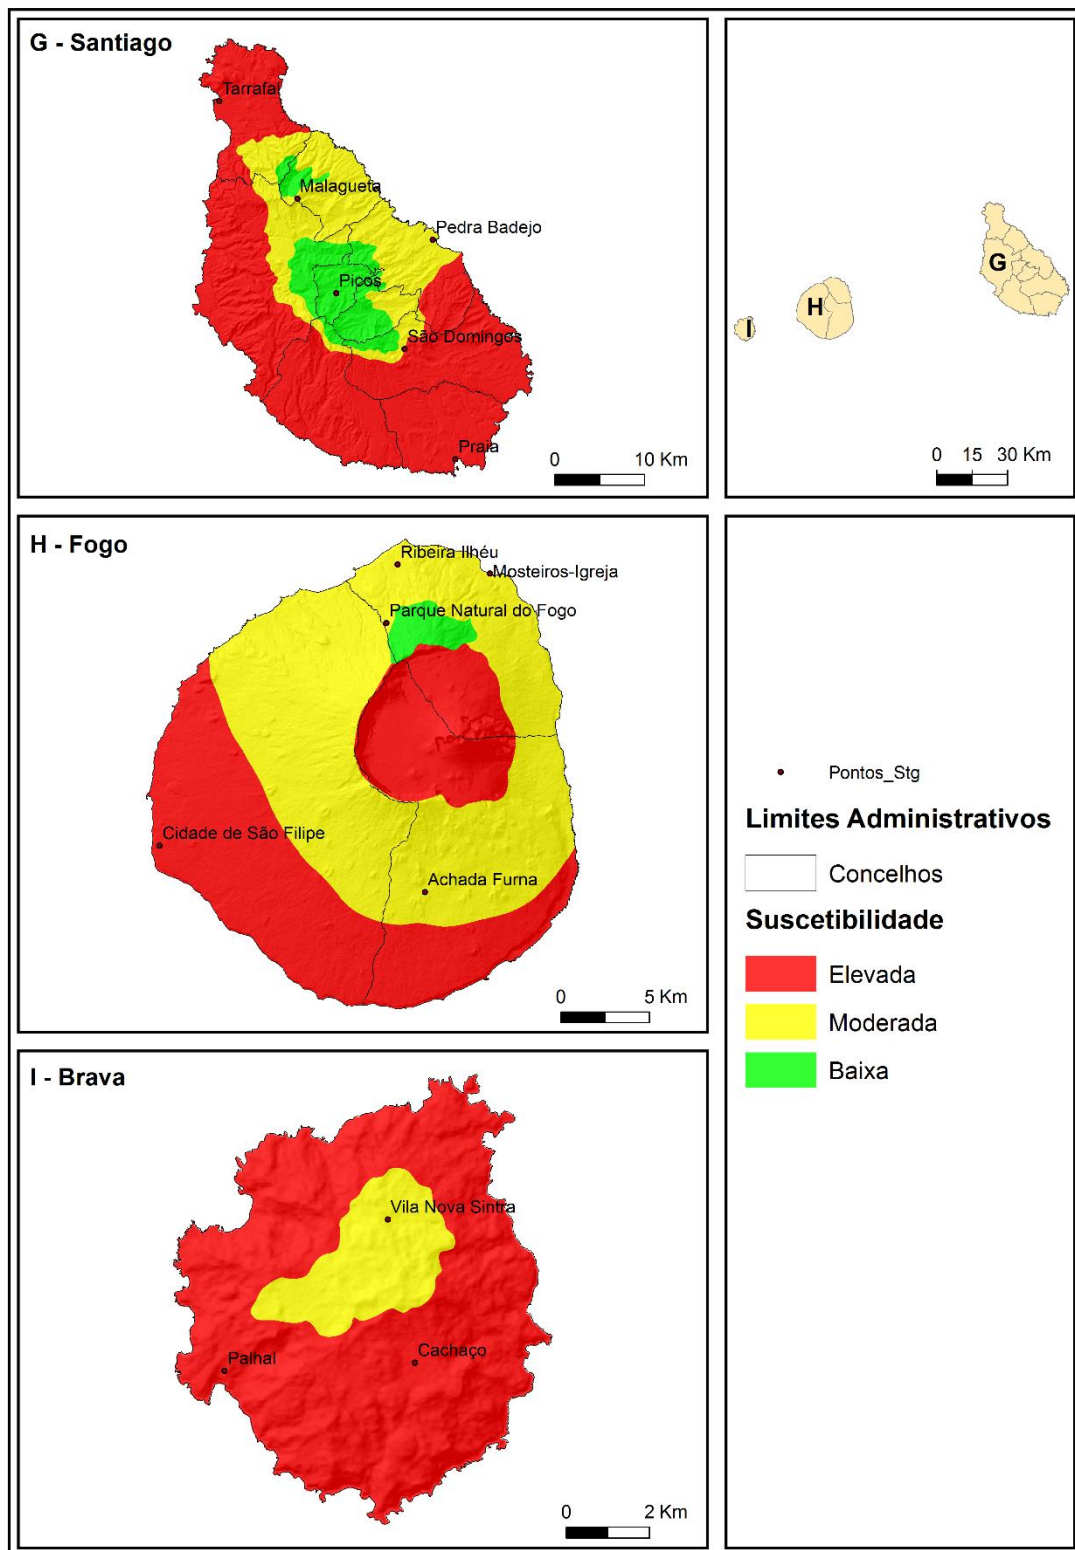 G - Santiago
Tarrafal
Malagueta
Pedra Badejo
Picos
São Domingos
Praia
0 10 Km
G
H
I
0 15 30 Km
H - Fogo
Ribeira Ilhéu
Mosteiros-Igreja
Parque Natural do Fogo
Cidade de São Filipe
Achada Furna
0 5 Km
I - Brava
Vila Nova Sintra
Cachaço
Palhal
0 2 Km
Pontos_Stg
Limites Administrativos
Concelhos
Suscetibilidade
Elevada
Moderada
Baixa